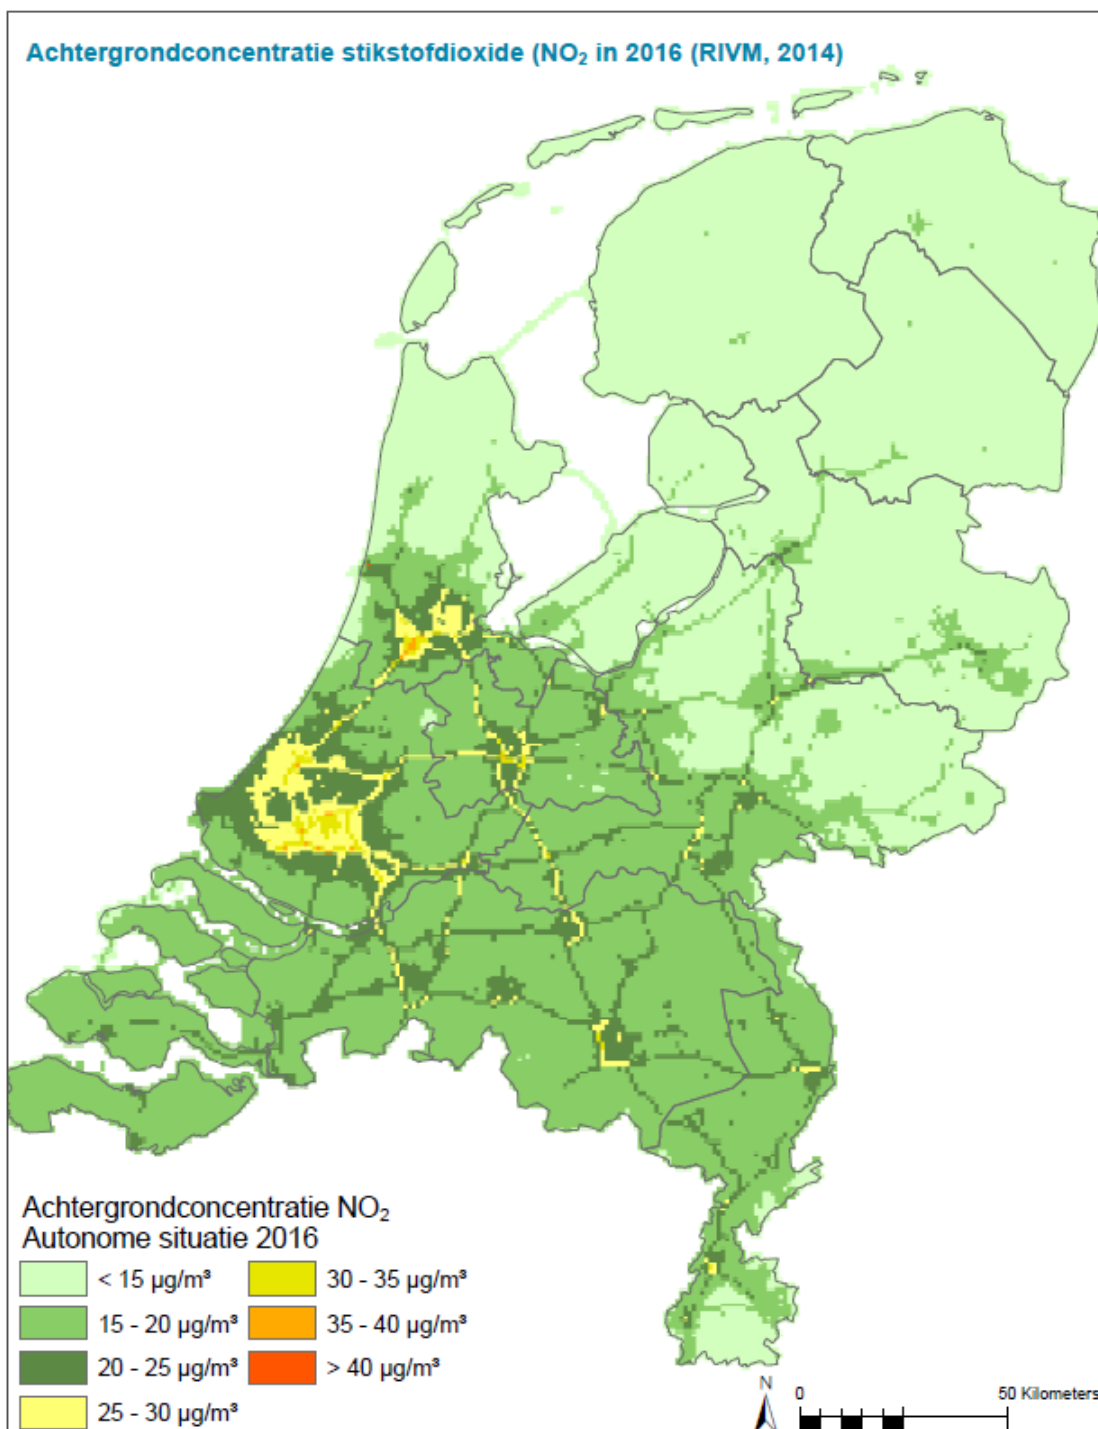 Achtergrondconcentratie stikstofdioxide (NO₂ in 2016 (RIVM, 2014)
Achtergrondconcentratie NO₂
Autonome situatie 2016
< 15 µg/m³
30 - 35 µg/m³
15 - 20 µg/m³
35 - 40 µg/m³
20 - 25 µg/m³
> 40 µg/m³
25 - 30 µg/m³
N
0
50 Kilometers